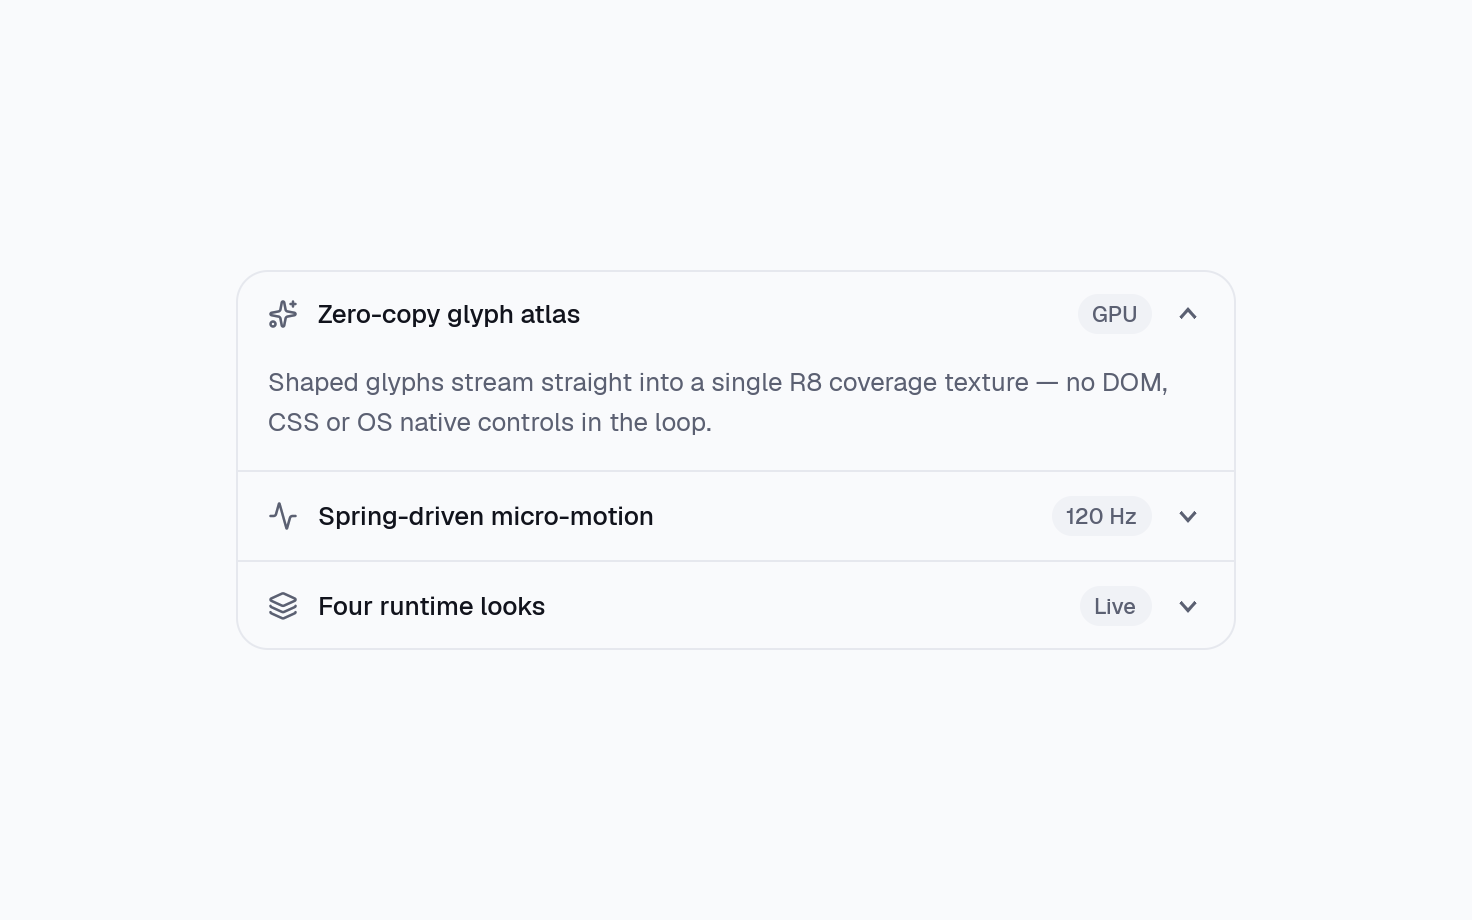 Zero-copy glyph atlas
GPU
Shaped glyphs stream straight into a single R8 coverage texture — no DOM,
CSS or OS native controls in the loop.
Spring-driven micro-motion
120 Hz
Four runtime looks
Live